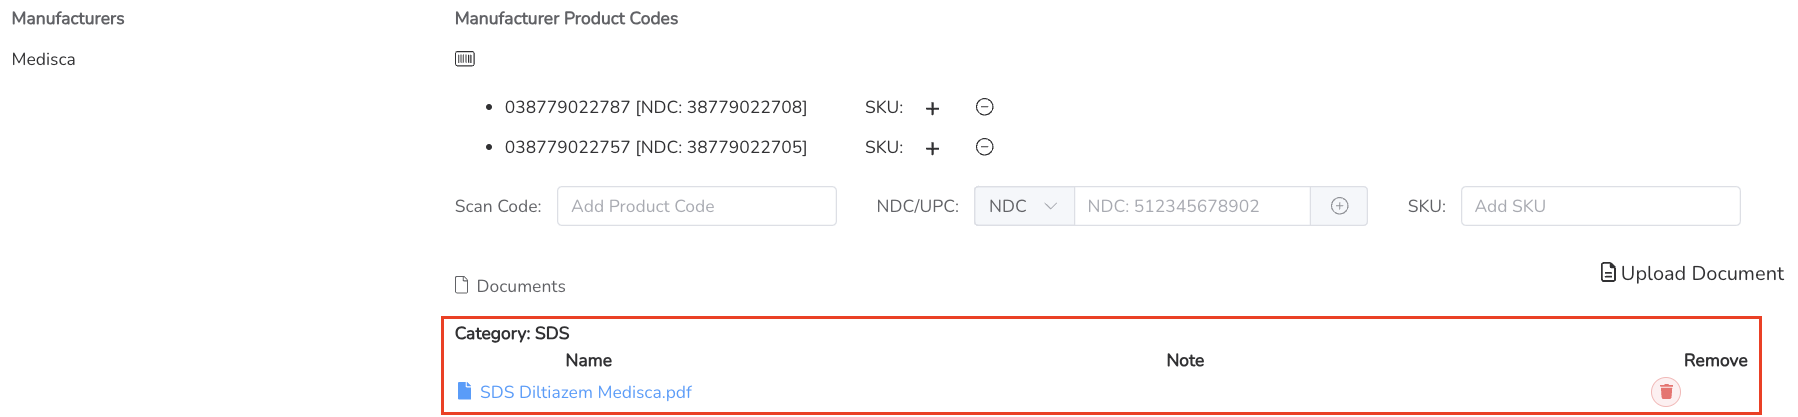 Manufacturers
Manufacturer Product Codes
Medisca
038779022787 [NDC: 38779022708] SKU: +
038779022757 [NDC: 38779022705] SKU: +
Scan Code: Add Product Code NDC/UPC: NDC NDC: 512345678902 SKU: Add SKU
Upload Document
Documents
Category: SDS
Name Note Remove
SDS Diltiazem Medisca.pdf